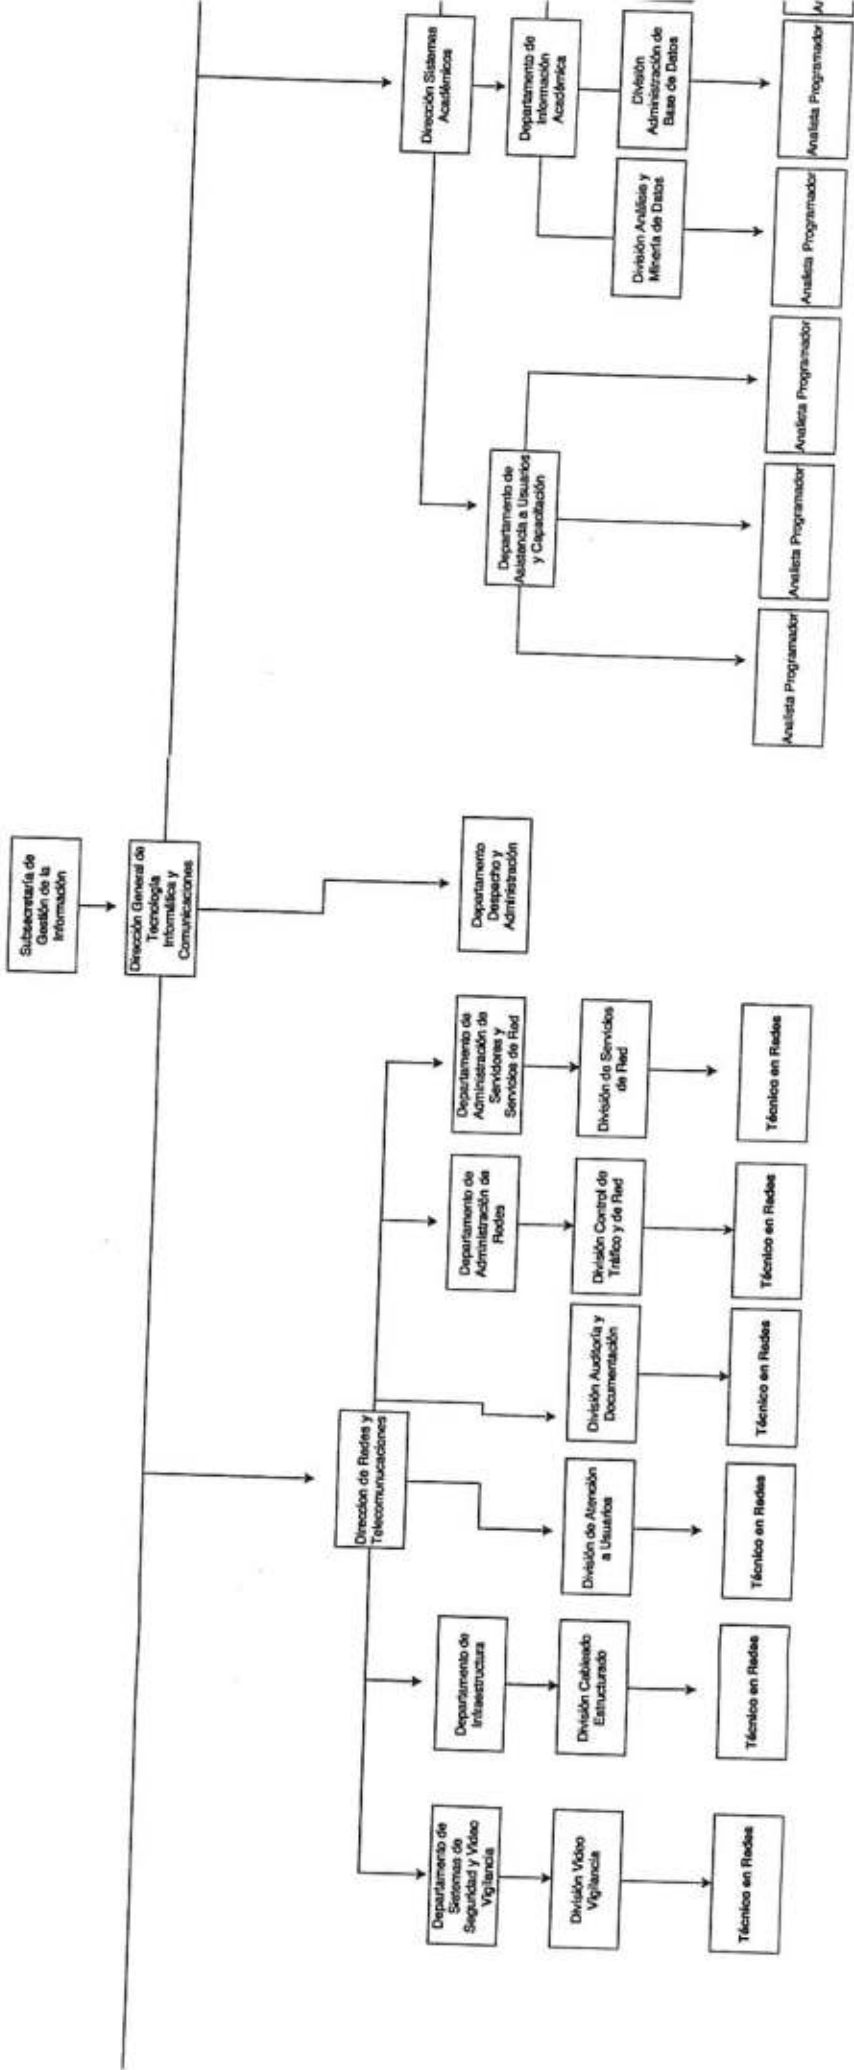 Subsecretaría de
Gestión de la
Información
Dirección General de
Tecnología
Informática y
Comunicaciones
Direccion de Redes y
Telecomunucaciones
Dirección Sistemas
Académicos
Departamento de
Sistemas de
Seguridad y Video
Vigilancia
Departamento de
Infraestructura
Departamento de
Administración de
Redes
Departamento de
Administración de
Servidores y
Servicios de Red
Departamento
Despacho y
Administración
Departamento de
Asistencia a Usuarios
y Capacitación
Departamento de
Información
Académica
División Video
Vigilancia
División Cableado
Estructurado
División de Atención
a Usuarios
División Auditoría y
Documentación
División Control de
Tráfico y de Red
División de Servicios
de Red
División Análisis y
Minería de Datos
División
Administración de
Base de Datos
Técnico en Redes
Técnico en Redes
Técnico en Redes
Técnico en Redes
Técnico en Redes
Técnico en Redes
Analista Programador
Analista Programador
Analista Programador
Analista Programador
Analista Programador